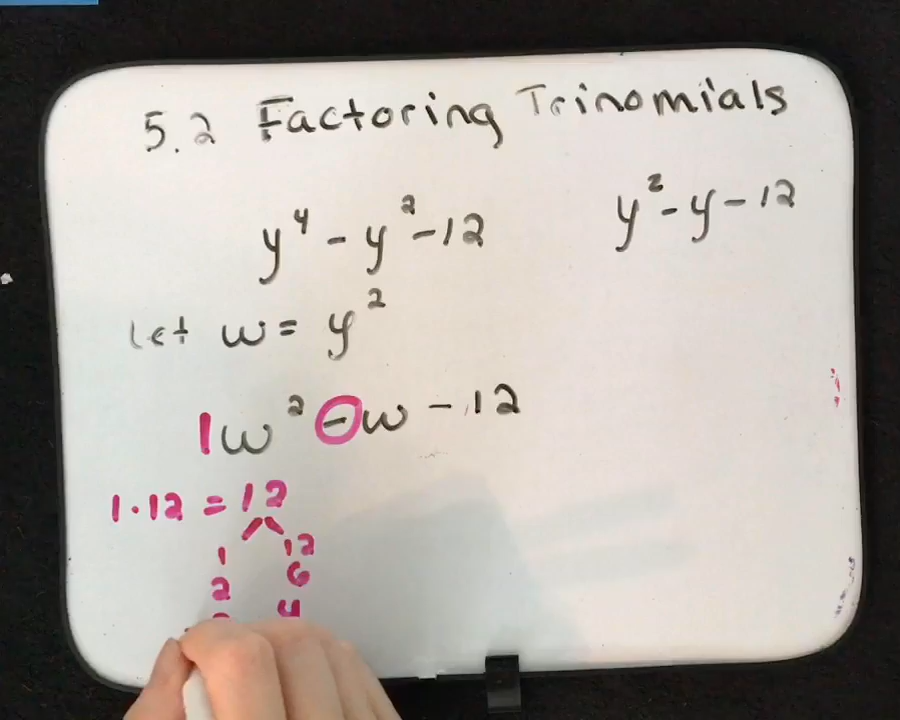 5.2 Factoring Trinomials
y⁴ - y² - 12 y² - y - 12
Let w = y²
1w² - w - 12
1·12 = 12
1 12
2 6
4